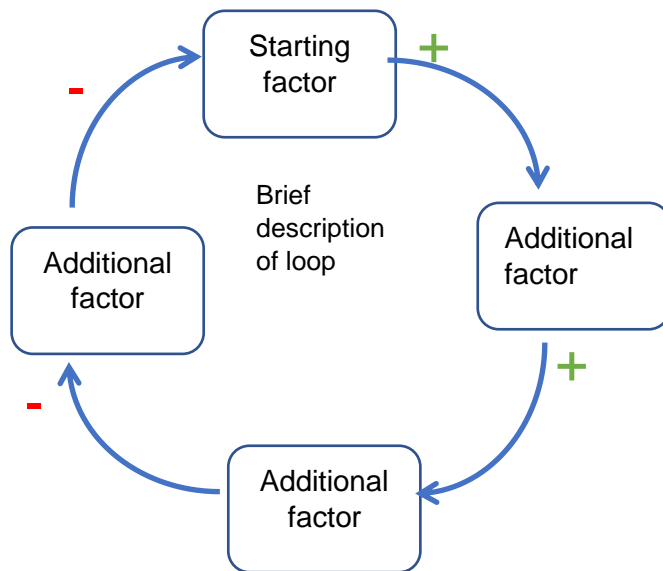 Starting
factor
+
-
Brief
description
of loop
Additional
factor
Additional
factor
+
-
Additional
factor